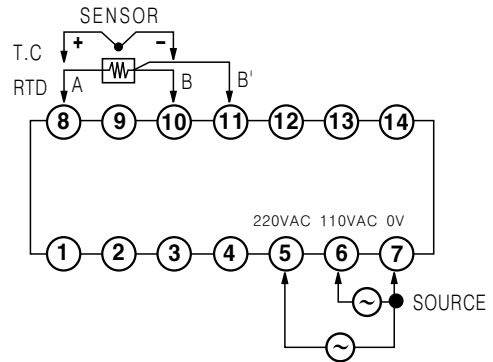 SENSOR
+ −
T.C
RTD A B B'
8 9 10 11 12 13 14
220VAC 110VAC 0V
1 2 3 4 5 6 7
~ SOURCE
~